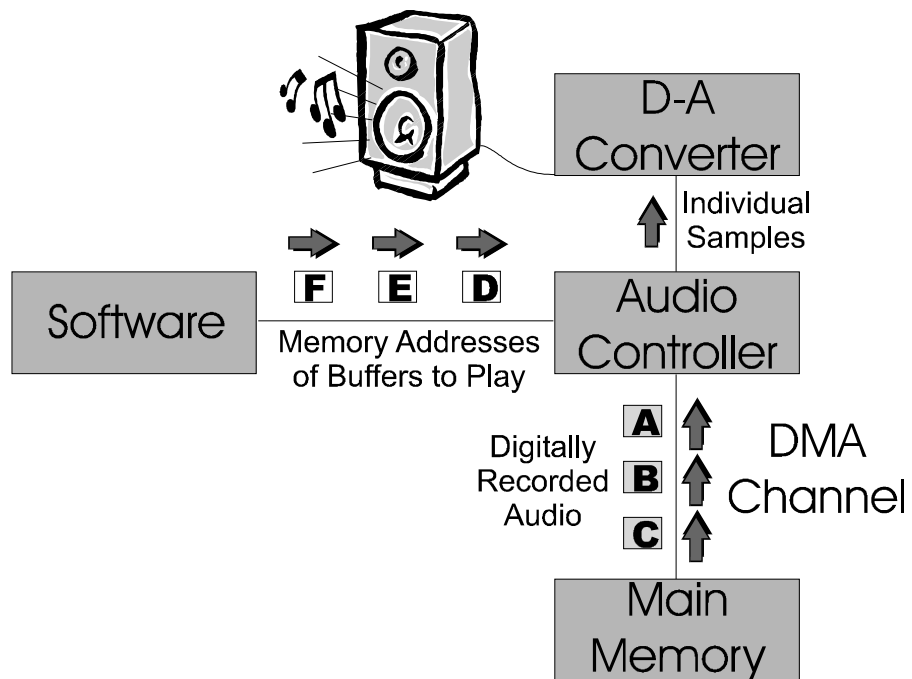 D-A
Converter
Individual
Samples
F E D
Software
Memory Addresses
of Buffers to Play
Audio
Controller
A
B
C
Digitally
Recorded
Audio
DMA
Channel
Main
Memory